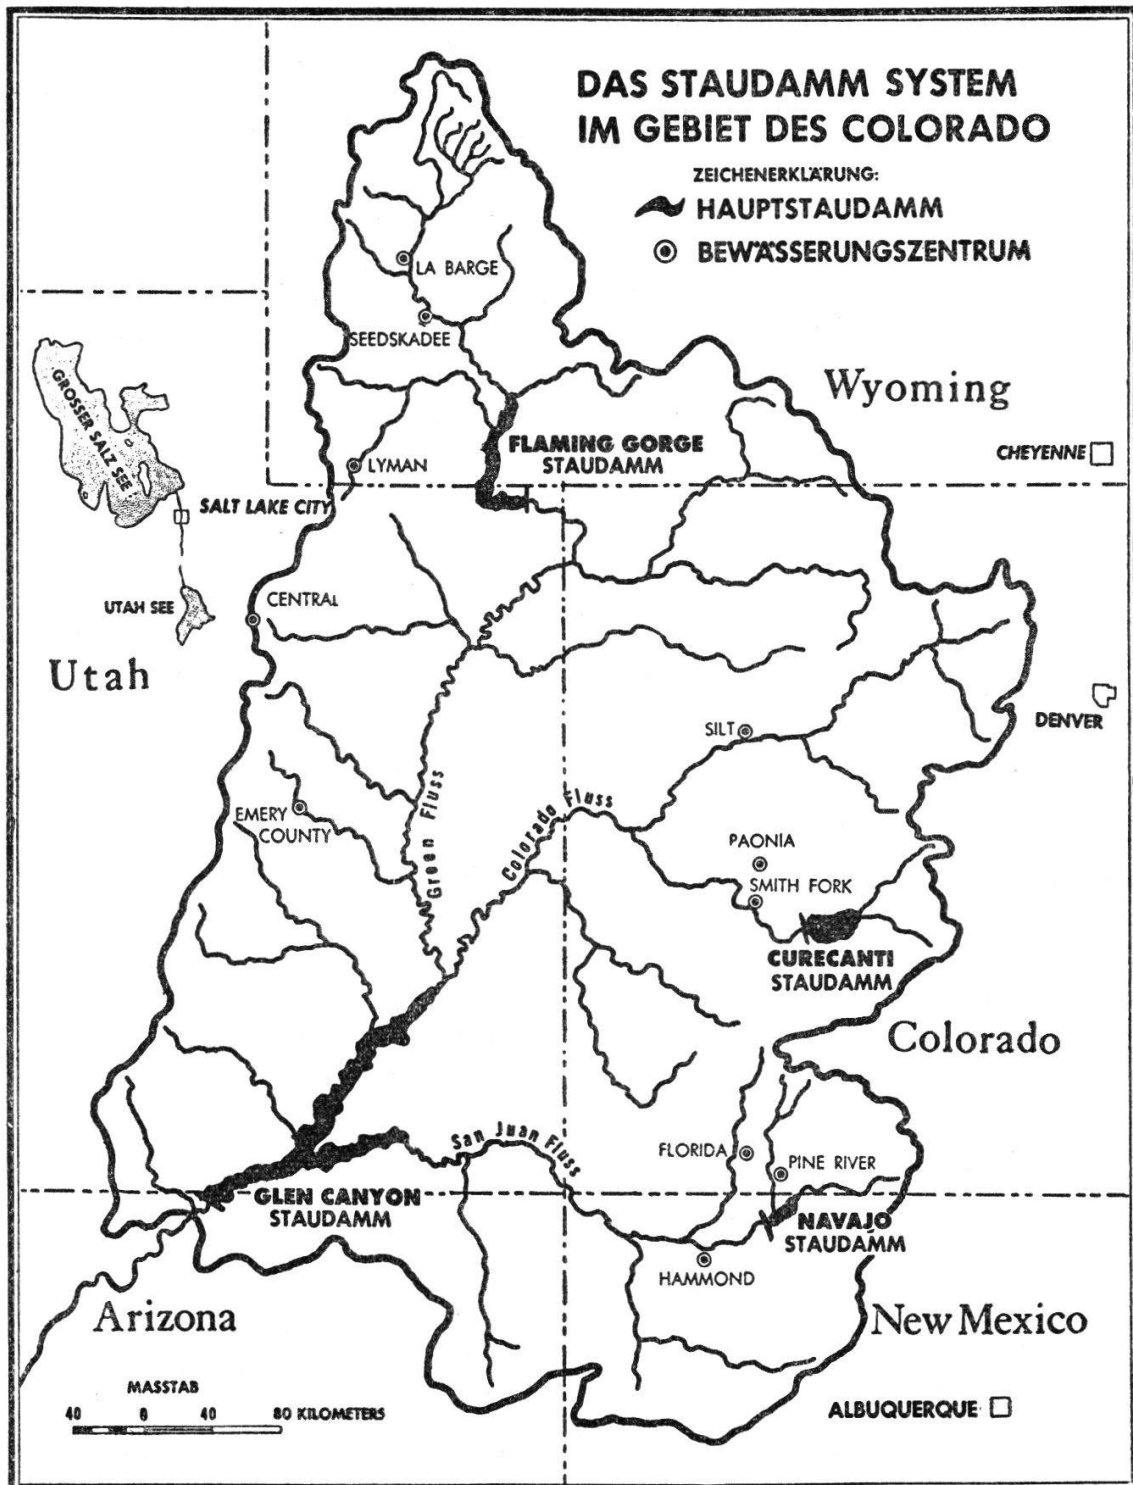 DAS STAUDAMM SYSTEM
IM GEBIET DES COLORADO
ZEICHENERKLÄRUNG:
HAUPTSTAUDAMM
BEWÄSSERUNGSZENTRUM
LA BARGE
SEEDSKADEE
GROSSER SALZ SEE
Wyoming
FLAMING GORGE
STAUDAMM
CHEYENNE
LYMAN
SALT LAKE CITY
CENTRAL
UTAH SEE
Utah
DENVER
SILT
Green Fluss
Colorado Fluss
EMERY
COUNTY
PAONIA
SMITH FORK
CURECANTI
STAUDAMM
Colorado
San Juan Fluss
FLORIDA
PINE RIVER
GLEN CANYON
STAUDAMM
NAVAJO
STAUDAMM
HAMMOND
Arizona
New Mexico
MASSTAB
40 0 40 80 KILOMETERS
ALBUQUERQUE